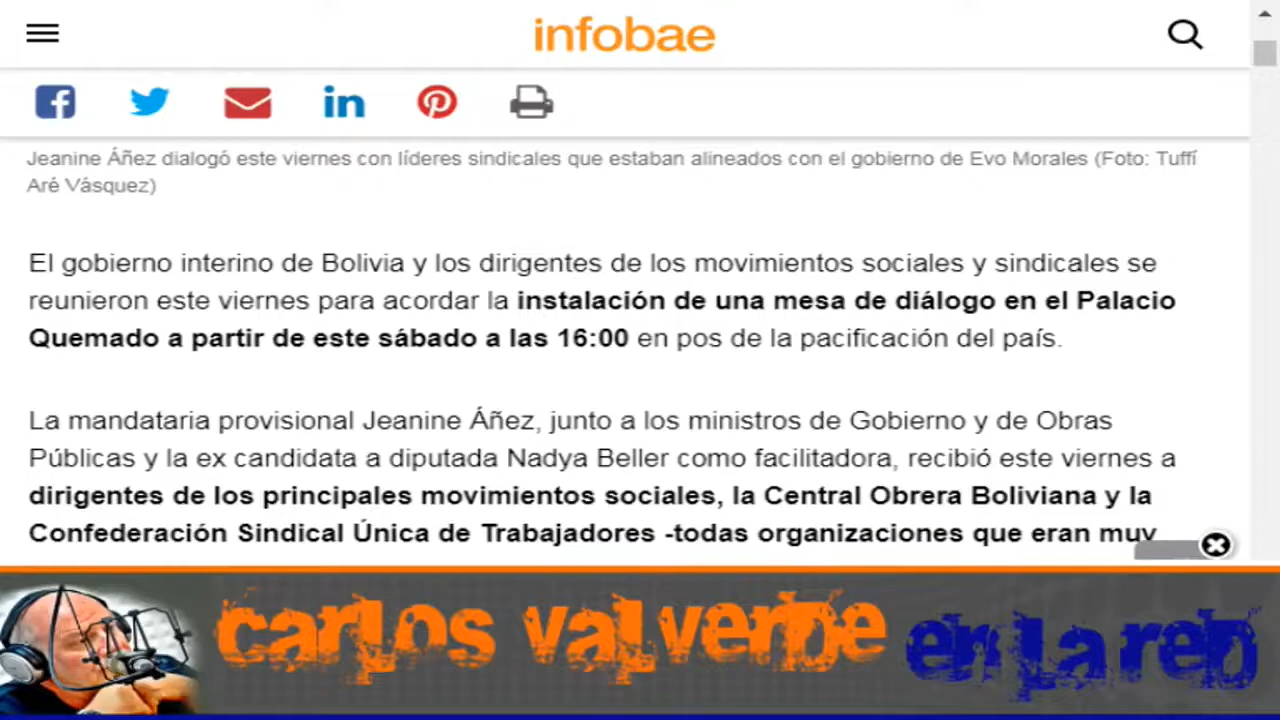 infobae
Jeanine Áñez dialogó este viernes con líderes sindicales que estaban alineados con el gobierno de Evo Morales (Foto: Tuffí
Aré Vásquez)
El gobierno interino de Bolivia y los dirigentes de los movimientos sociales y sindicales se
reunieron este viernes para acordar la instalación de una mesa de diálogo en el Palacio
Quemado a partir de este sábado a las 16:00 en pos de la pacificación del país.
La mandataria provisional Jeanine Áñez, junto a los ministros de Gobierno y de Obras
Públicas y la ex candidata a diputada Nadya Beller como facilitadora, recibió este viernes a
dirigentes de los principales movimientos sociales, la Central Obrera Boliviana y la
Confederación Sindical Única de Trabajadores -todas organizaciones que eran muy
carlos valverde en la red